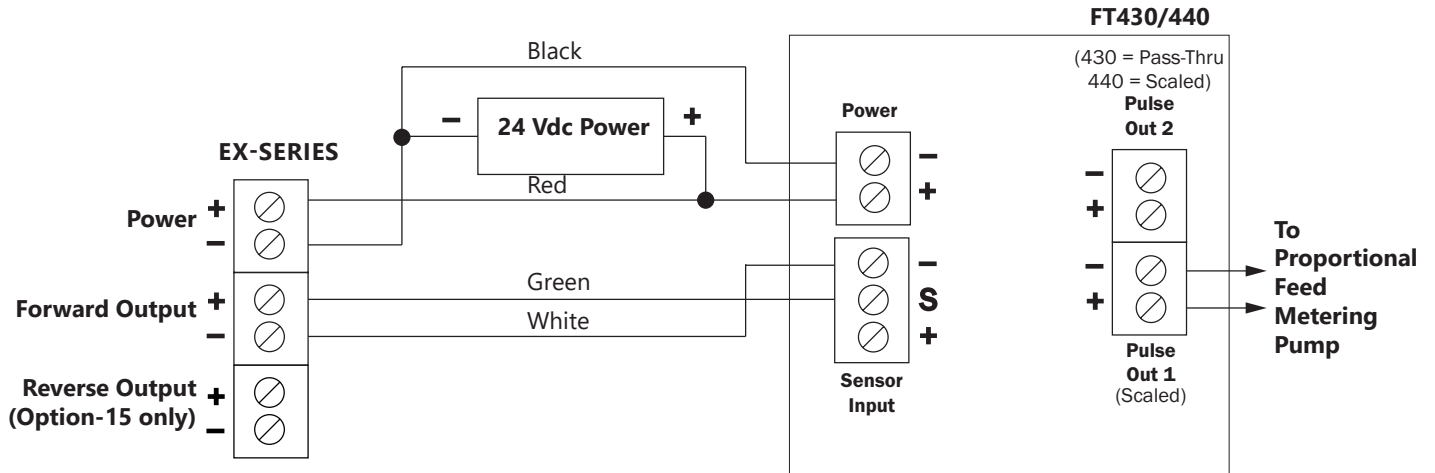 FT430/440
(430 = Pass-Thru
440 = Scaled)
Pulse
Out 2
Black
Power
– 24 Vdc Power +
EX-SERIES
Red
Power +
–
–
+
–
+
Forward Output +
–
Green
White
–
S
+
Sensor
Input
–
+
Pulse
Out 1
(Scaled)
To
Proportional
Feed
Metering
Pump
Reverse Output +
(Option-15 only) –